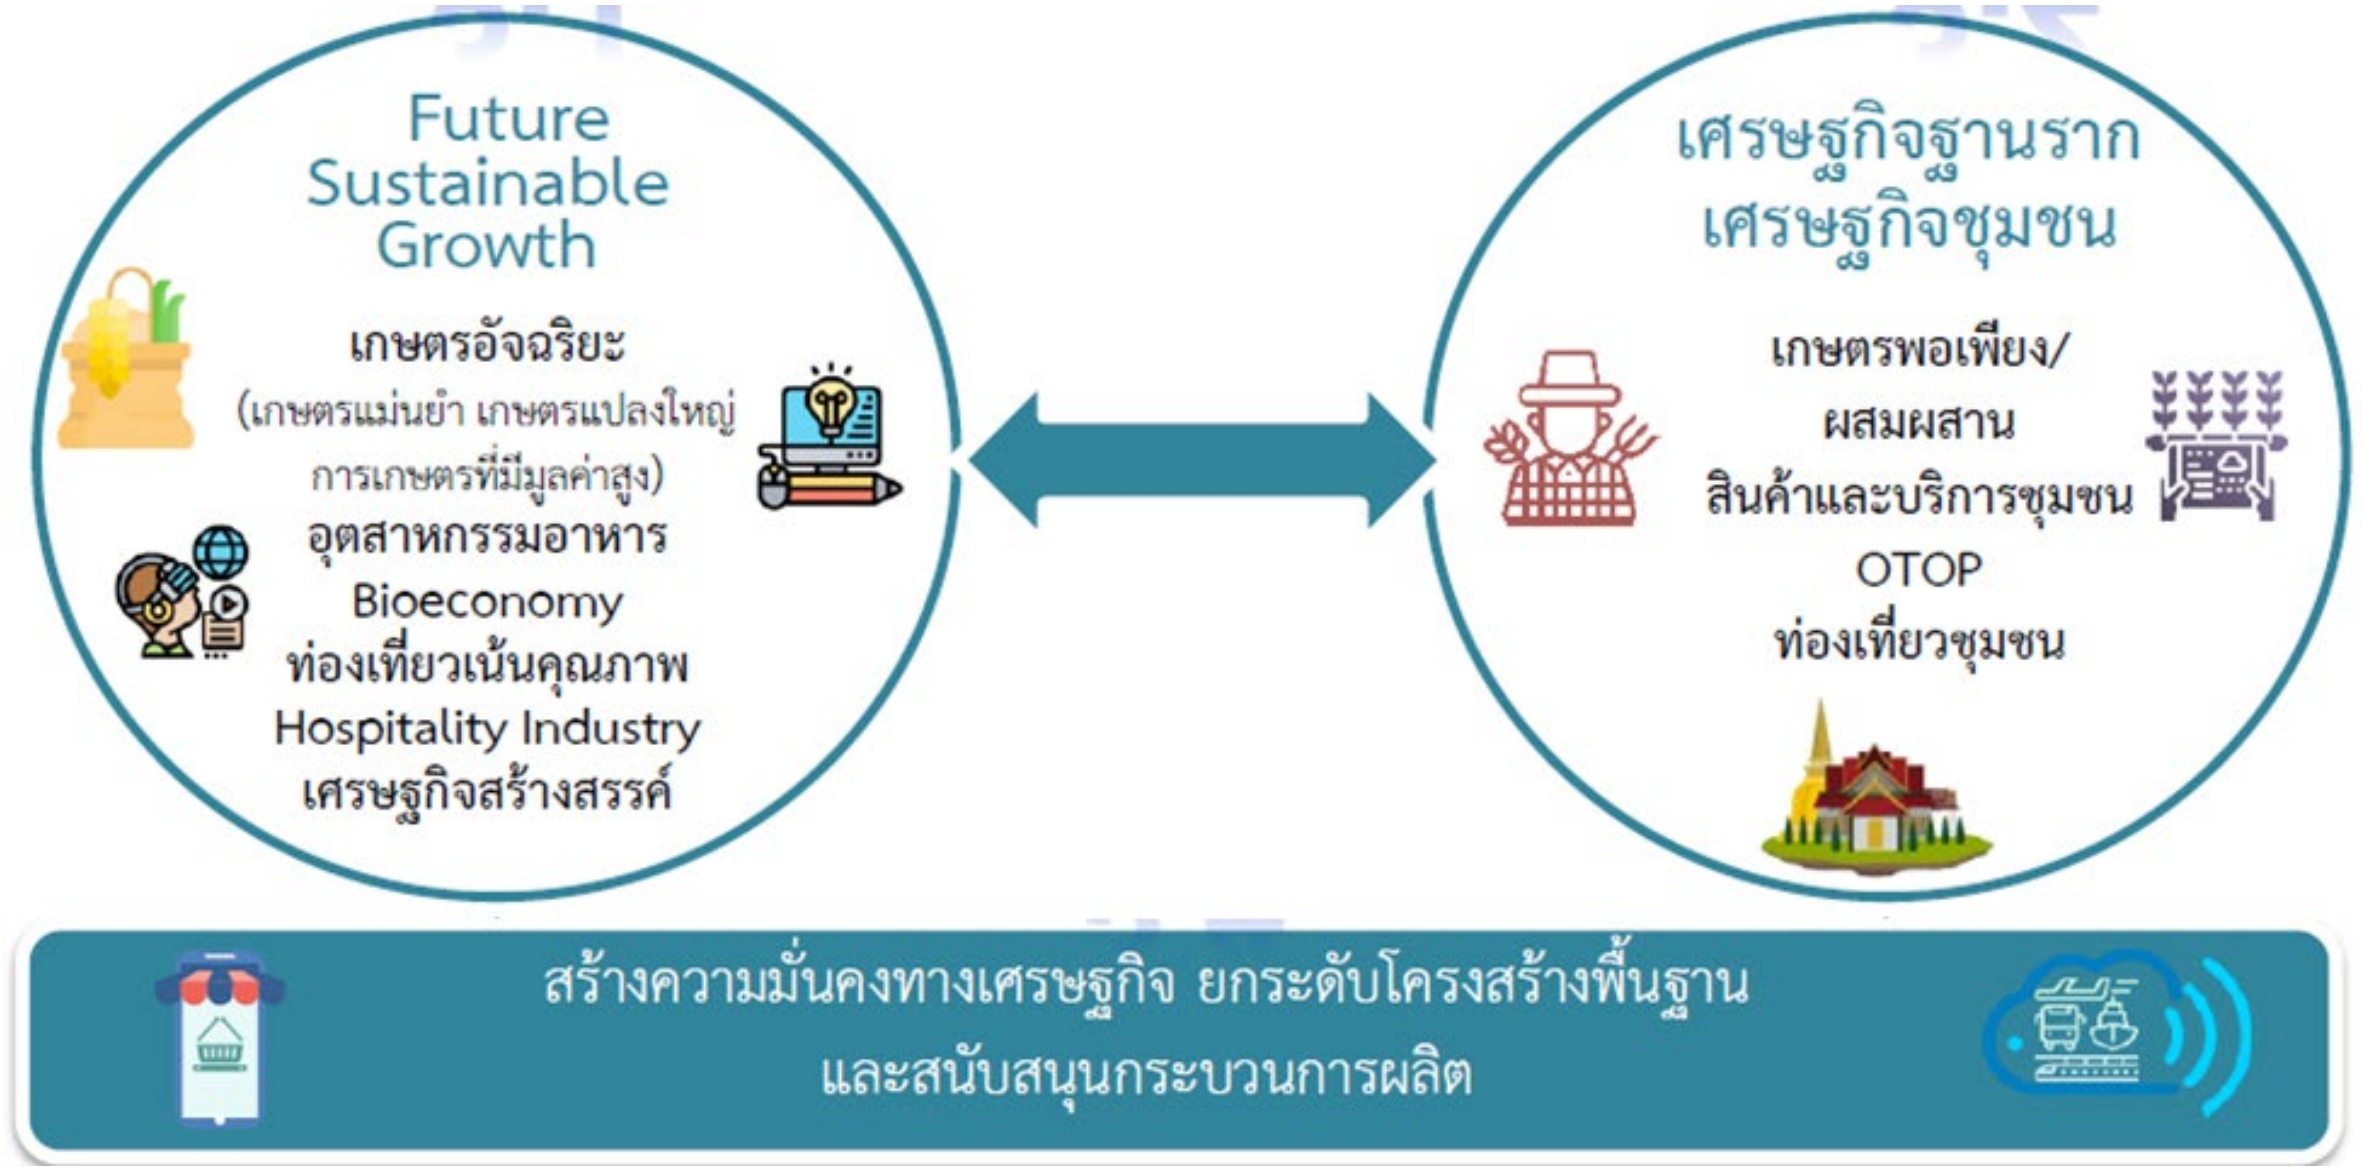 Future
Sustainable
Growth
เกษตรอัจฉริยะ
(เกษตรแม่นยำ เกษตรแปลงใหญ่
การเกษตรที่มีมูลค่าสูง)
อุตสาหกรรมอาหาร
Bioeconomy
ท่องเที่ยวเน้นคุณภาพ
Hospitality Industry
เศรษฐกิจสร้างสรรค์
เศรษฐกิจฐานราก
เศรษฐกิจชุมชน
เกษตรพอเพียง/
ผสมผสาน
สินค้าและบริการชุมชน
OTOP
ท่องเที่ยวชุมชน
สร้างความมั่นคงทางเศรษฐกิจ ยกระดับโครงสร้างพื้นฐาน
และสนับสนุนกระบวนการผลิต